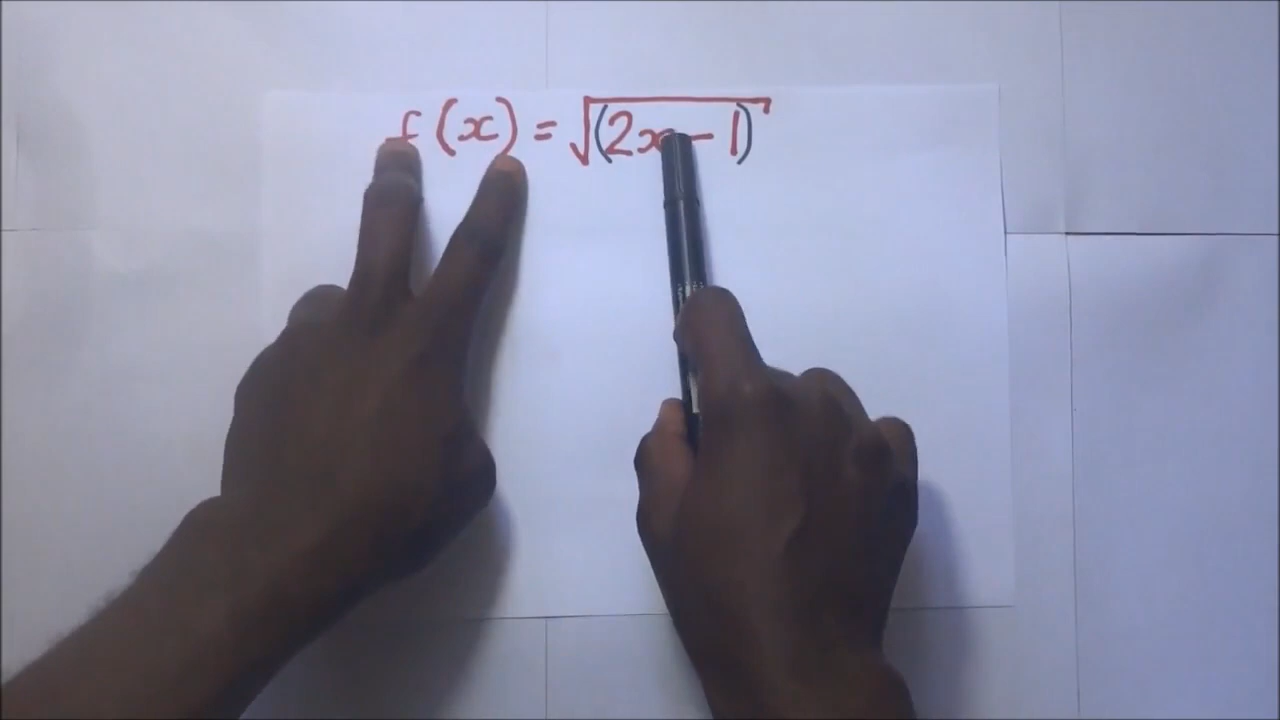 f(x) = √(2x - 1)